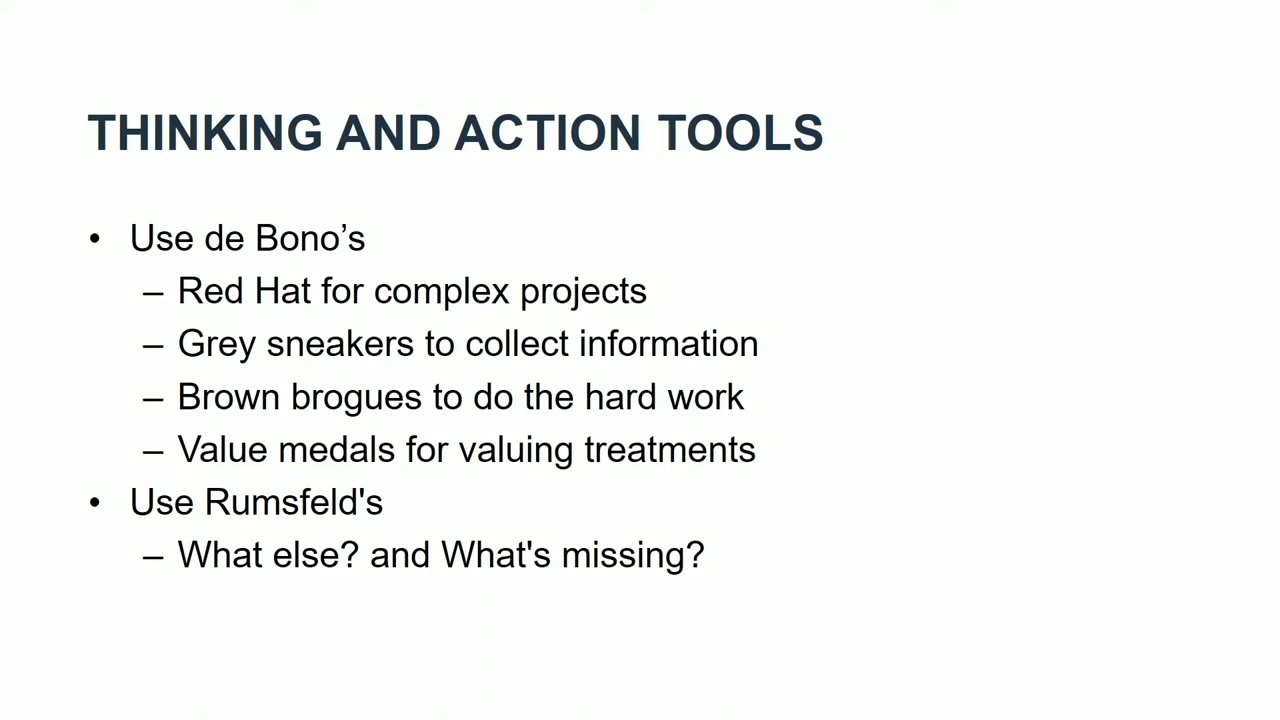 THINKING AND ACTION TOOLS
• Use de Bono’s
– Red Hat for complex projects
– Grey sneakers to collect information
– Brown brogues to do the hard work
– Value medals for valuing treatments
• Use Rumsfeld's
– What else? and What's missing?